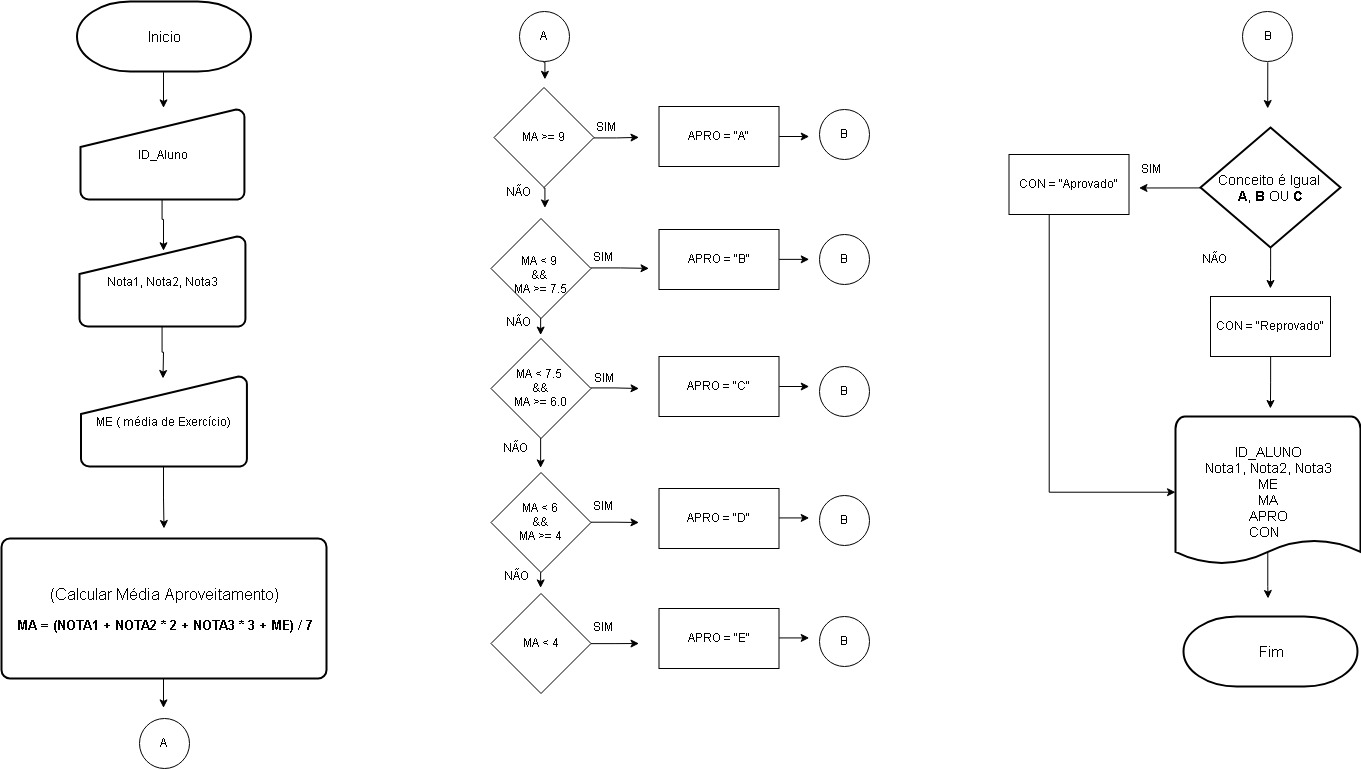 Inicio
ID_Aluno
Nota1, Nota2, Nota3
ME ( média de Exercício)
(Calcular Média Aproveitamento)
MA = (NOTA1 + NOTA2 * 2 + NOTA3 * 3 + ME) / 7
A
A
MA >= 9
SIM
APRO = "A"
B
NÃO
MA < 9
&&
MA >= 7.5
SIM
APRO = "B"
B
NÃO
MA < 7.5
&&
MA >= 6.0
SIM
APRO = "C"
B
NÃO
MA < 6
&&
MA >= 4
SIM
APRO = "D"
B
NÃO
MA < 4
SIM
APRO = "E"
B
B
Conceito é Igual
A, B OU C
SIM
CON = "Aprovado"
NÃO
CON = "Reprovado"
ID_ALUNO
Nota1, Nota2, Nota3
ME
MA
APRO
CON
Fim